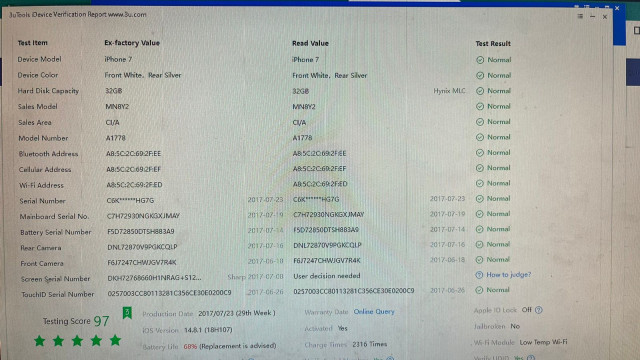 3uTools Device Verification Report www.3u.com
Test Item Ex-factory Value Read Value Test Result
Device Model iPhone 7 iPhone 7 Normal
Device Color Front White, Rear Silver Front White, Rear Silver Normal
Hard Disk Capacity 32GB 32GB Hynix MLC Normal
Sales Model MN8Y2 MN8Y2 Normal
Sales Area CI/A CI/A Normal
Model Number A1778 A1778 Normal
Bluetooth Address A8:5C:2C:69:2F:EE A8:5C:2C:69:2F:EE Normal
Cellular Address A8:5C:2C:69:2F:EF A8:5C:2C:69:2F:EF Normal
Wi-Fi Address A8:5C:2C:69:2F:ED A8:5C:2C:69:2F:ED Normal
Serial Number C6K******HG7G 2017-07-23 C6K******HG7G 2017-07-23 Normal
Mainboard Serial No. C7H72930NGKGXJMAY 2017-07-19 C7H72930NGKGXJMAY 2017-07-19 Normal
Battery Serial Number F5D72850DTSH883A9 2017-07-14 F5D72850DTSH883A9 2017-07-14 Normal
Rear Camera DNL72870V9PGKCQLP 2017-07-16 DNL72870V9PGKCQLP 2017-07-16 Normal
Front Camera F6J7247CHWJGV7R4K 2017-06-18 F6J7247CHWJGV7R4K 2017-06-18 Normal
Screen Serial Number DKH72768660H1NRAG+S12... Sharp 2017-07-08 User decision needed How to judge?
TouchID Serial Number 0257003CC80113281C356CE30E0200C9 2017-06-26 0257003CC80113281C356CE30E0200C9 2017-06-26 Normal
Testing Score 97 Production Date 2017/07/23 (29th Week) Warranty Date Online Query Apple ID Lock Off
iOS Version 14.8.1 (18H107) Activated Yes Jailbroken No
Battery Life 68% (Replacement is advised) Charge Times 2316 Times Wi-Fi Module Low Temp Wi-Fi